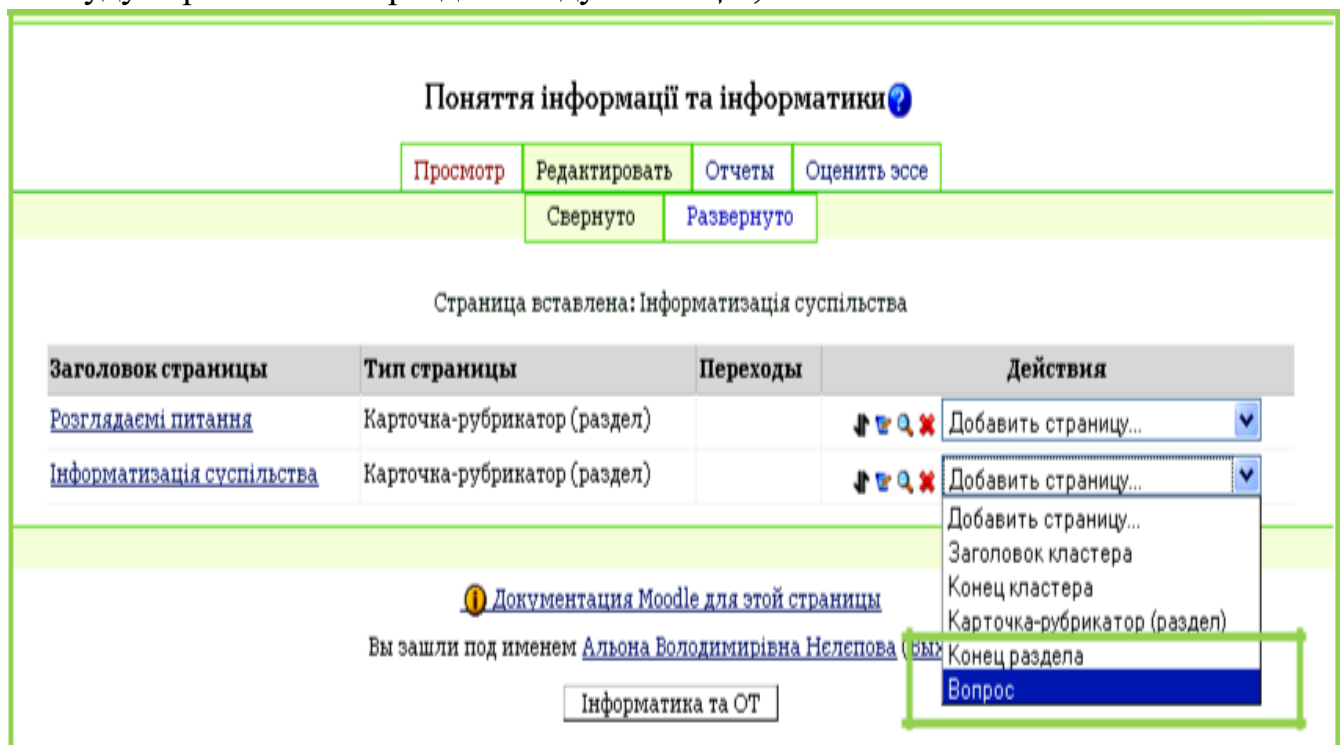 Поняття інформації та інформатики
Просмотр Редактировать Отчеты Оценить эссе
Свернуто Развернуто
Страница вставлена: Інформатизація суспільства
Заголовок страницы Тип страницы Переходы Действия
Розглядаємі питання Карточка-рубрикатор (раздел) Добавить страницу...
Інформатизація суспільства Карточка-рубрикатор (раздел) Добавить страницу...
Добавить страницу...
Заголовок кластера
Конец кластера
Карточка-рубрикатор (раздел)
Конец раздела
Вопрос
Документация Moodle для этой страницы
Вы зашли под именем Альона Володимирівна Нєлєпова (Вых
Інформатика та ОТ